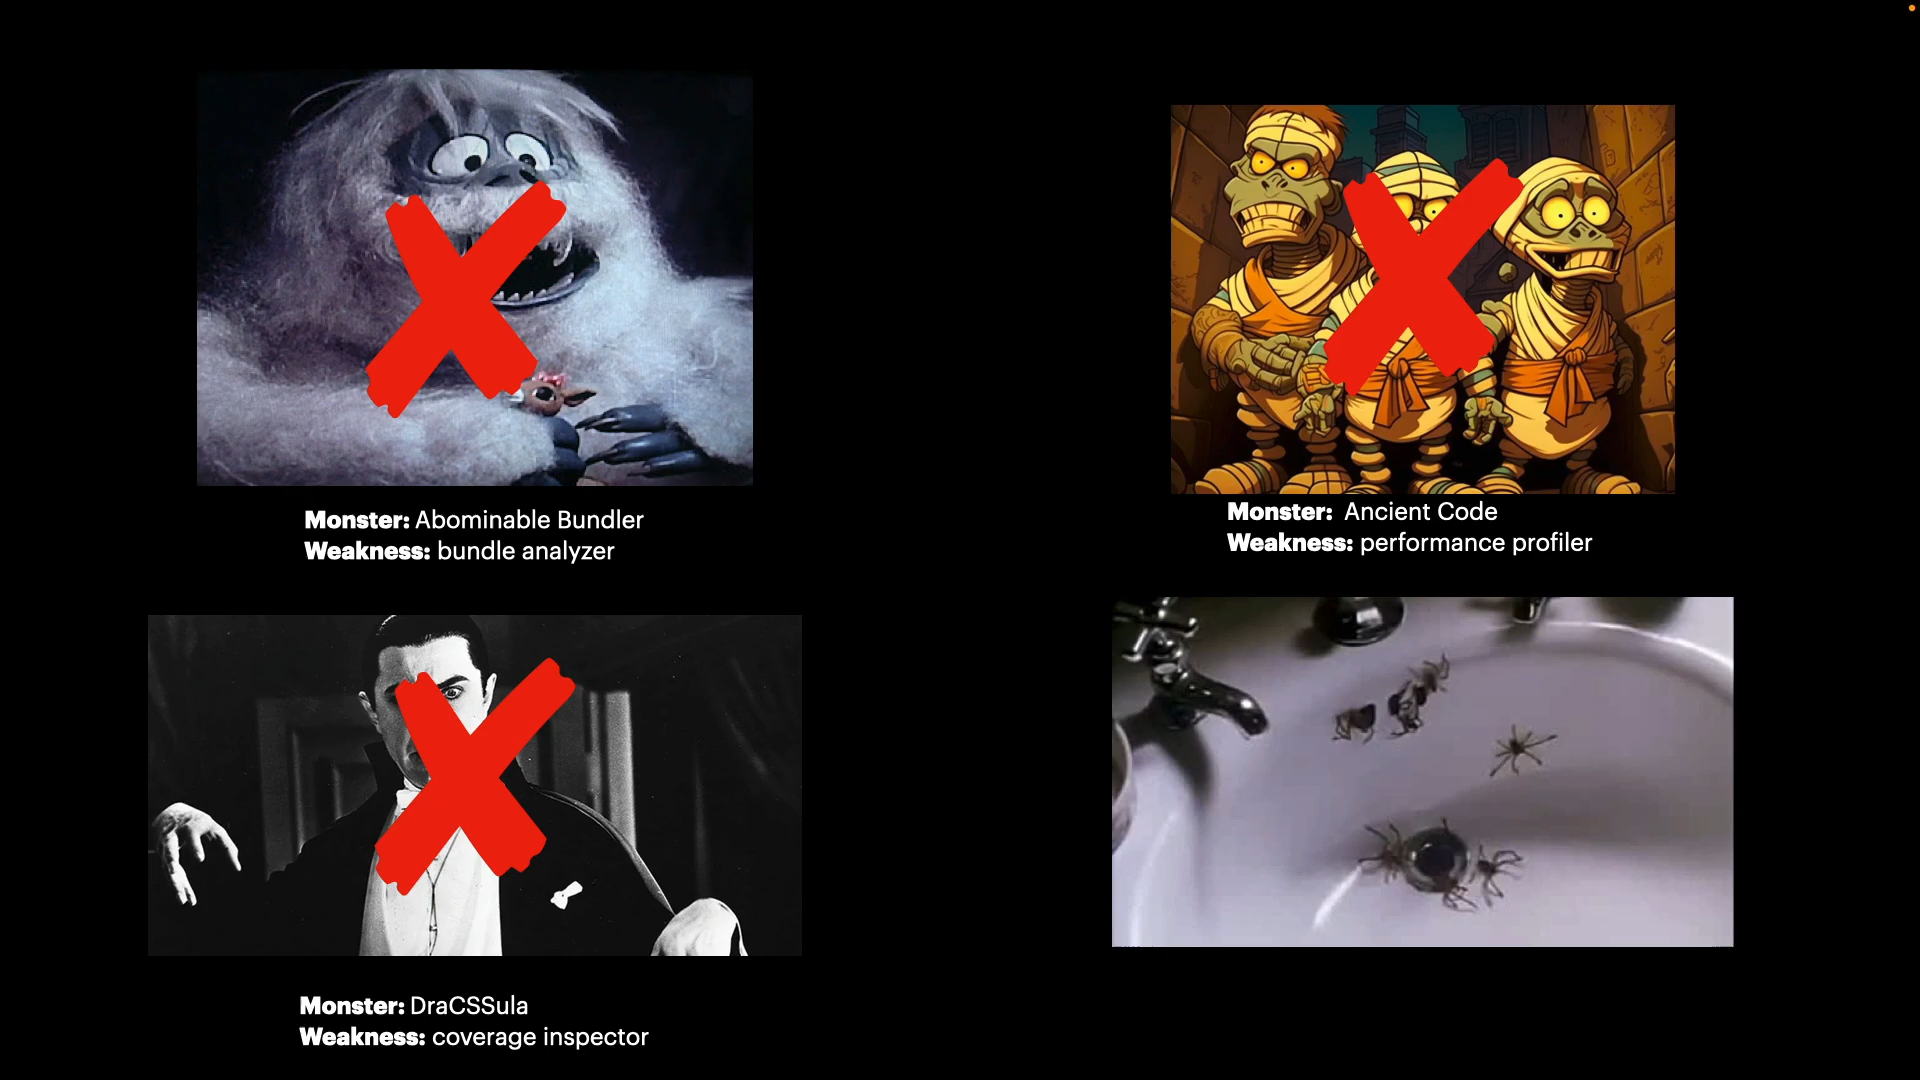 Monster: Abominable Bundler
Weakness: bundle analyzer
Monster: Ancient Code
Weakness: performance profiler
Monster: DraCSSula
Weakness: coverage inspector